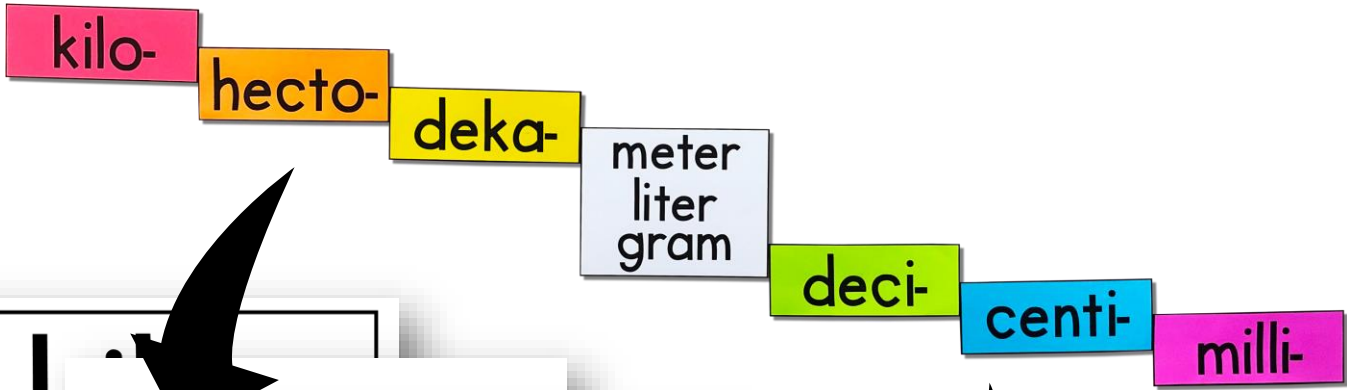 kilo-
hecto-
deka-
meter
liter
gram
deci-
centi-
milli-